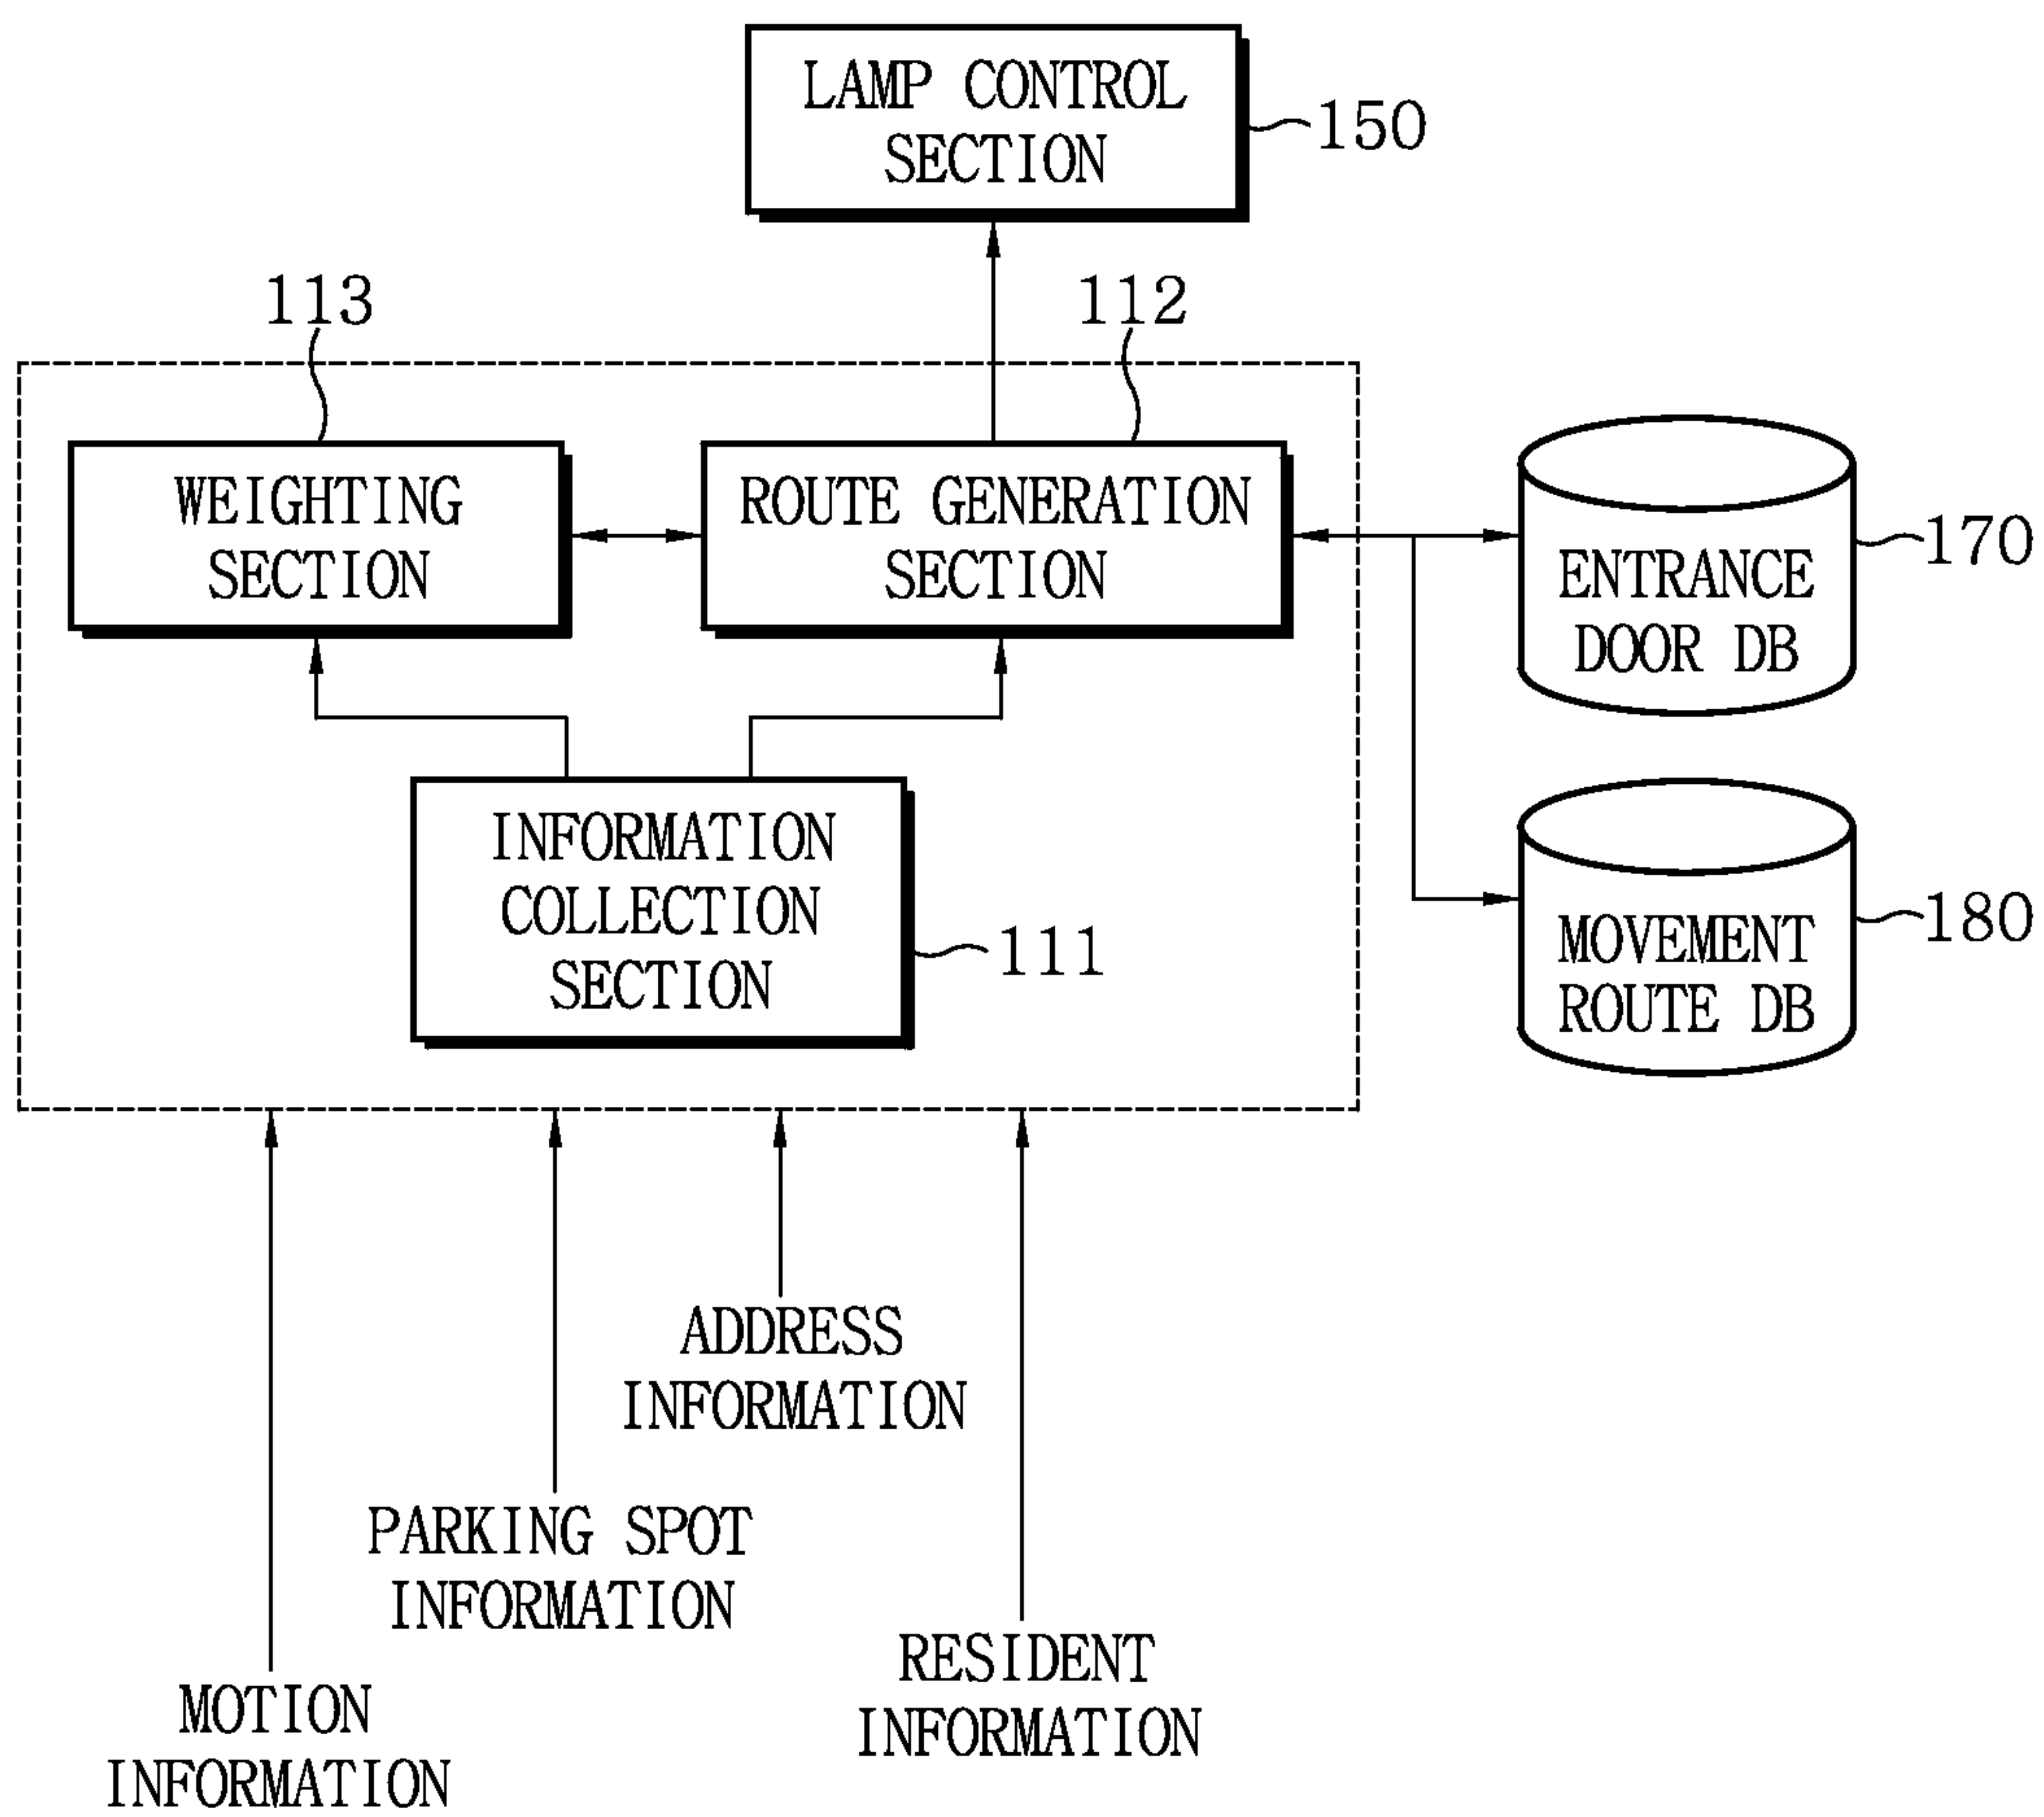 LAMP CONTROL
SECTION
150
113
112
WEIGHTING
SECTION
ROUTE GENERATION
SECTION
ENTRANCE
DOOR DB
170
INFORMATION
COLLECTION
SECTION
111
MOVEMENT
ROUTE DB
180
ADDRESS
INFORMATION
PARKING SPOT
INFORMATION
RESIDENT
INFORMATION
MOTION
INFORMATION